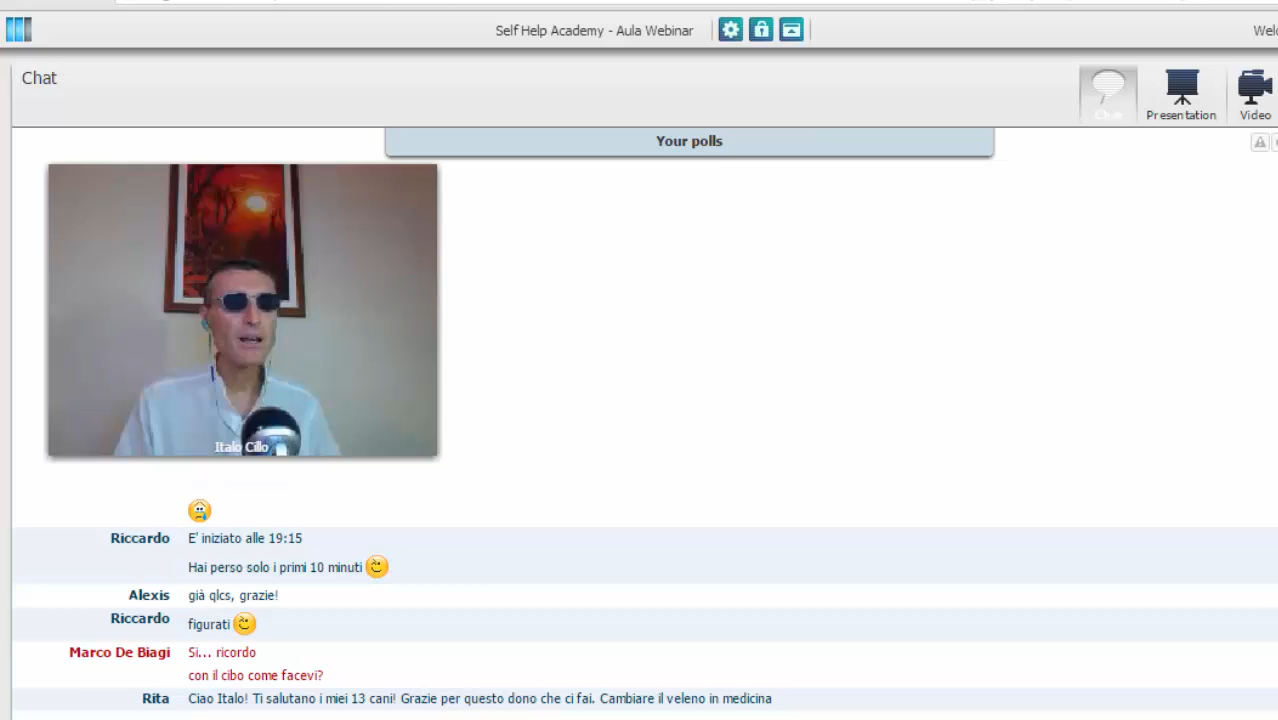 Self Help Academy - Aula Webinar
Chat
Chat
Presentation
Video
Your polls
Italo Cillo
Riccardo E' iniziato alle 19:15
Hai perso solo i primi 10 minuti
Alexis già qlcs, grazie!
Riccardo figurati
Marco De Biagi Si... ricordo
con il cibo come facevi?
Rita Ciao Italo! Ti salutano i miei 13 cani! Grazie per questo dono che ci fai. Cambiare il veleno in medicina